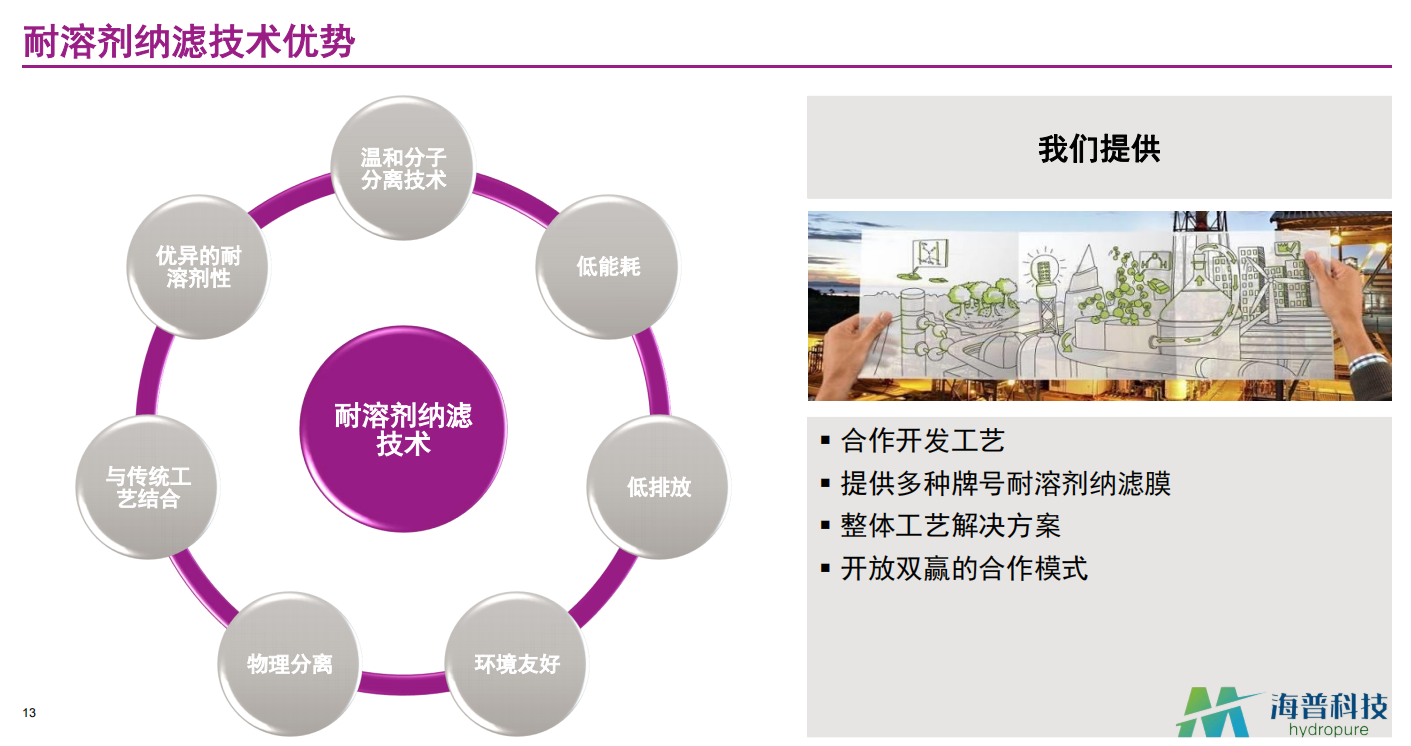 耐溶剂纳滤技术优势
温和分子
分离技术
优异的耐
溶剂性
低能耗
耐溶剂纳滤
技术
与传统工
艺结合
低排放
物理分离
环境友好
我们提供
▪ 合作开发工艺
▪ 提供多种牌号耐溶剂纳滤膜
▪ 整体工艺解决方案
▪ 开放双赢的合作模式
13
海普科技
hydropure